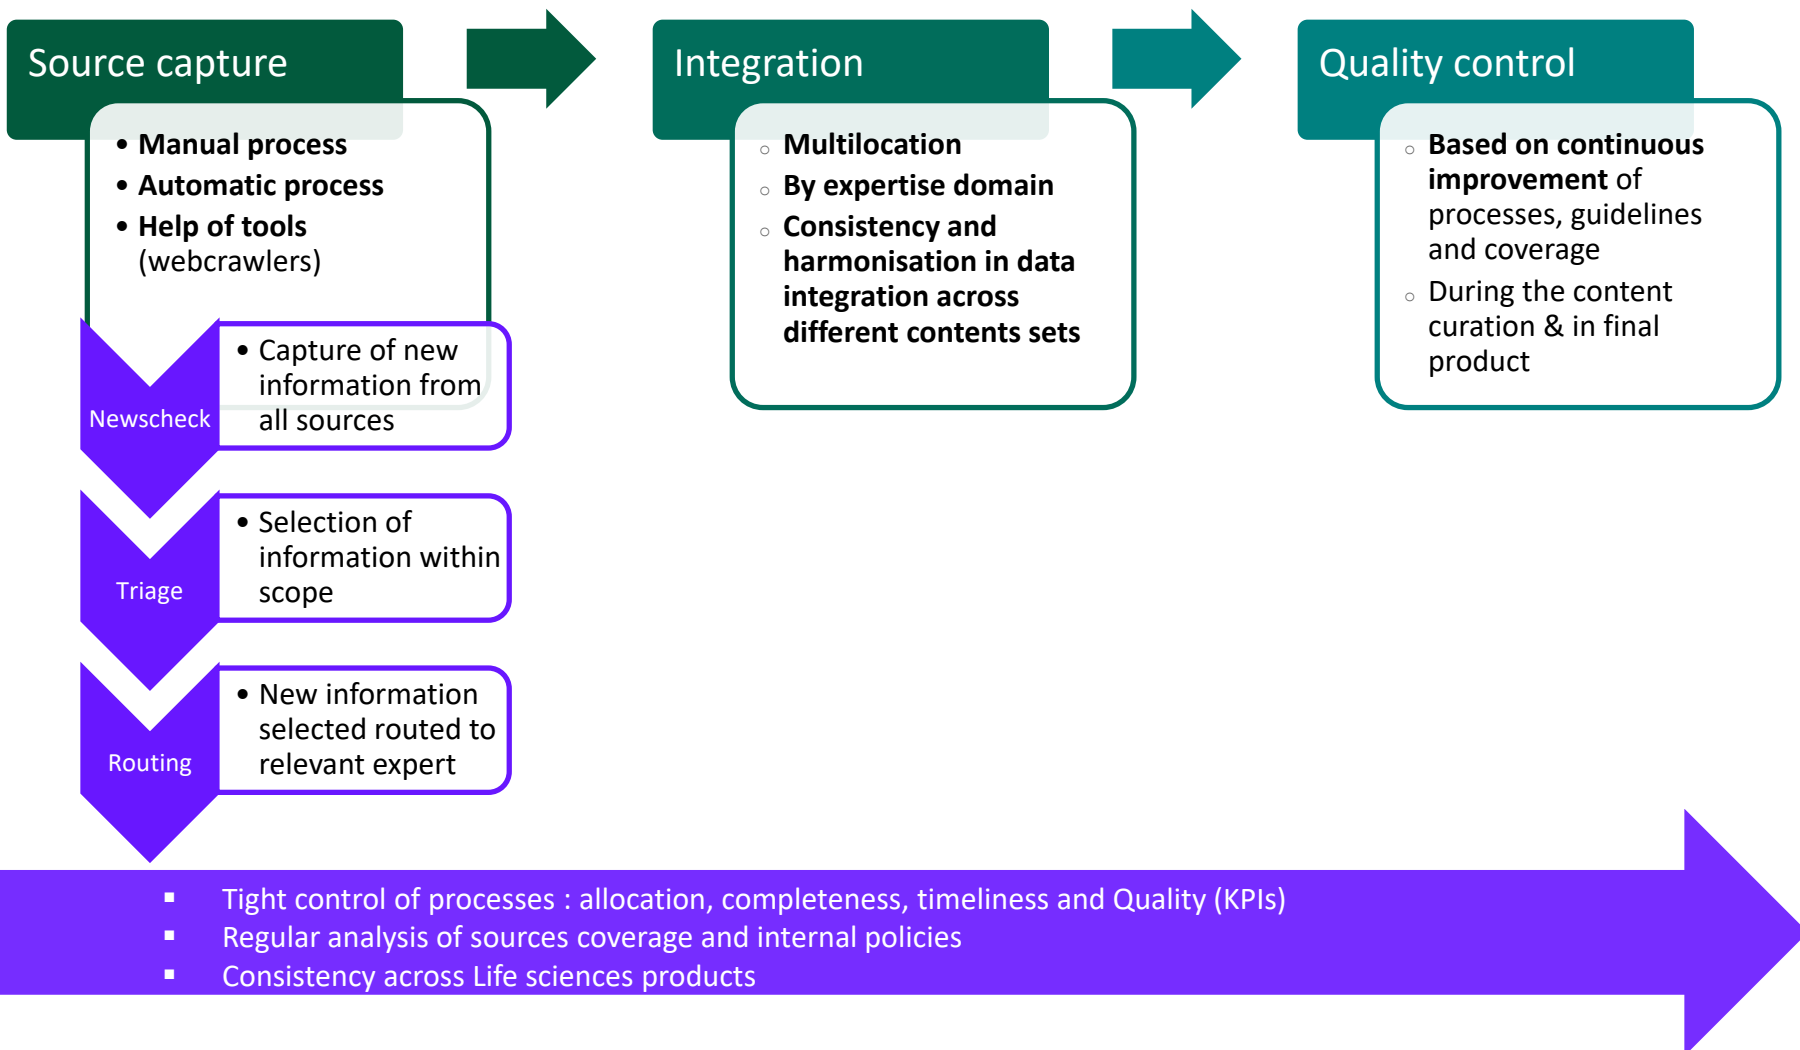 Source capture
• Manual process
• Automatic process
• Help of tools
(webcrawlers)
Newscheck
• Capture of new
information from
all sources
Triage
• Selection of
information within
scope
Routing
• New information
selected routed to
relevant expert
Integration
○ Multilocation
○ By expertise domain
○ Consistency and
harmonisation in data
integration across
different contents sets
Quality control
○ Based on continuous
improvement of
processes, guidelines
and coverage
○ During the content
curation & in final
product
▪ Tight control of processes : allocation, completeness, timeliness and Quality (KPIs)
▪ Regular analysis of sources coverage and internal policies
▪ Consistency across Life sciences products